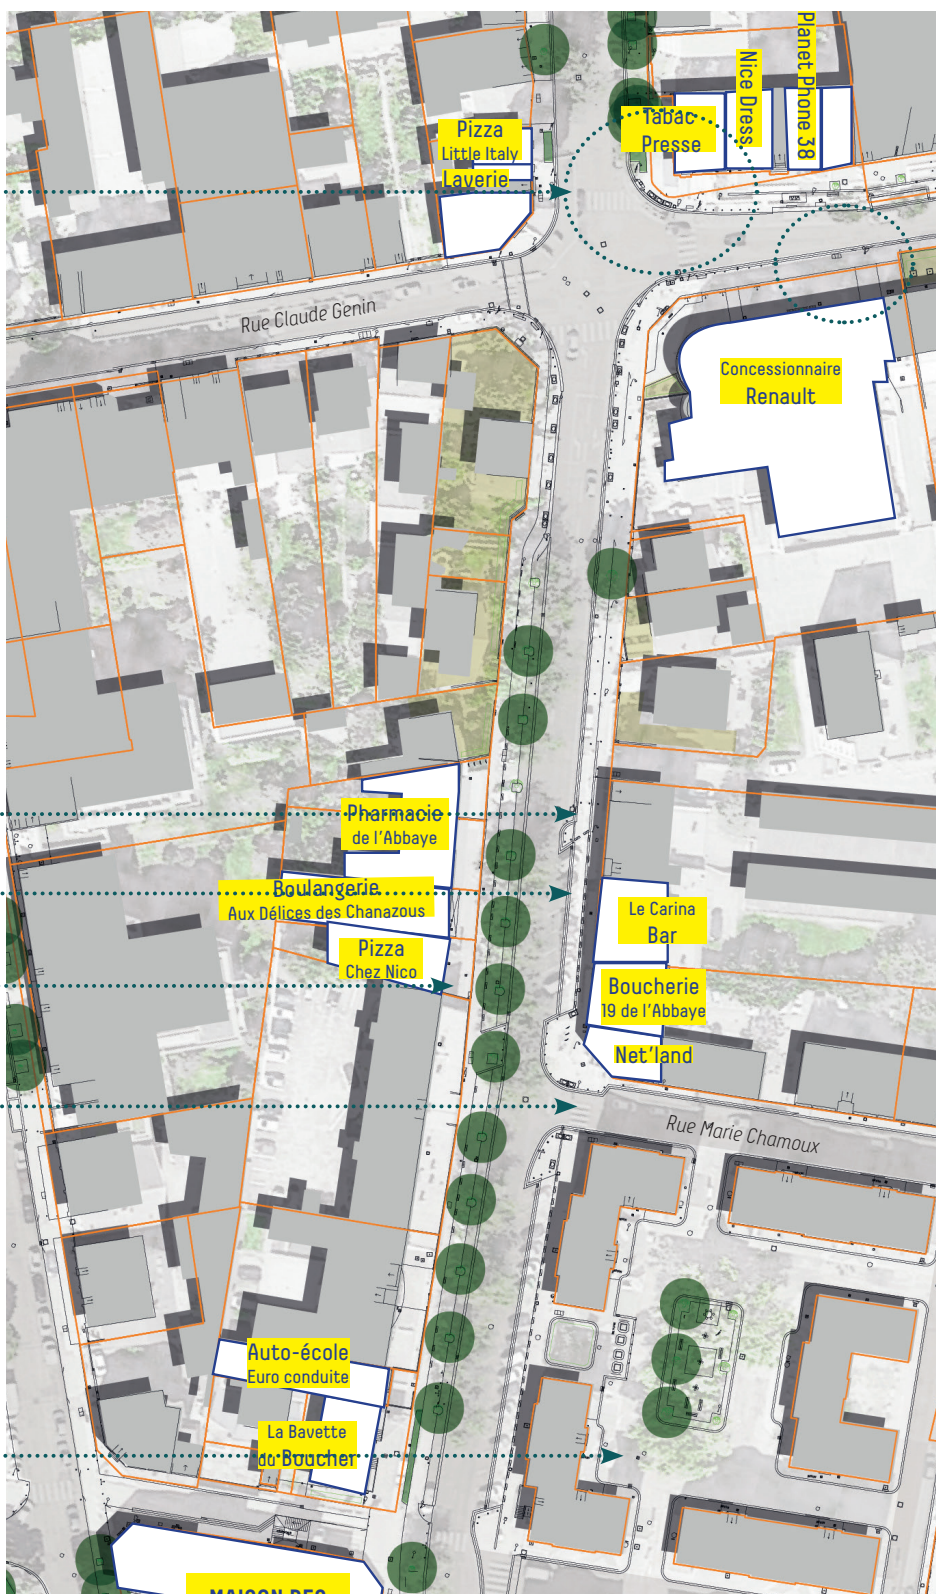 Planet Phone 38
Nice Dress
Tabac
Presse
Pizza
Little Italy
Laverie
Rue Claude Genin
Concessionnaire
Renault
Pharmacie
de l'Abbaye
Boulangerie
Aux Délices des Chanazous
Pizza
Chez Nico
Le Carina
Bar
Boucherie
19 de l'Abbaye
Net'land
Rue Marie Chamoux
Auto-école
Euro conduite
La Bavette
du Boucher
MAISON DES